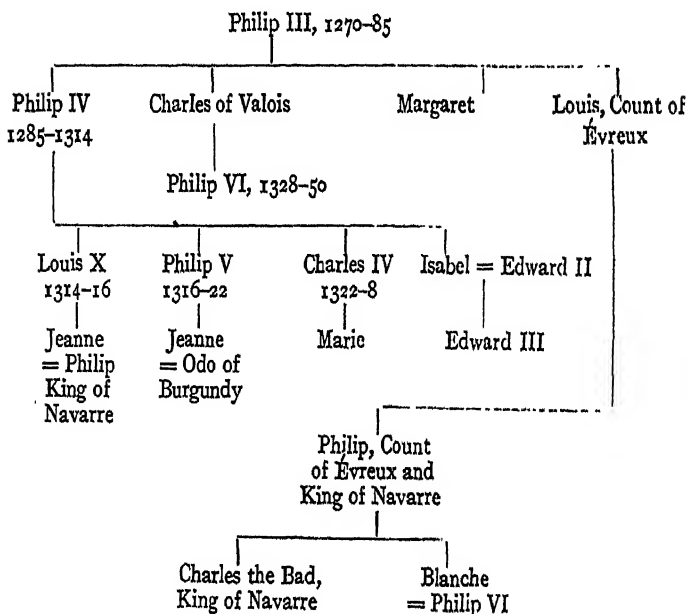 Philip III, 1270–85
Philip IV
1285–1314
Charles of Valois
Margaret
Louis, Count of
Évreux
Philip VI, 1328–50
Louis X
1314–16
Philip V
1316–22
Charles IV
1322–8
Isabel = Edward II
Jeanne
= Philip
King of
Navarre
Jeanne
= Odo of
Burgundy
Marie
Edward III
Philip, Count
of Évreux and
King of Navarre
Charles the Bad,
King of Navarre
Blanche
= Philip VI